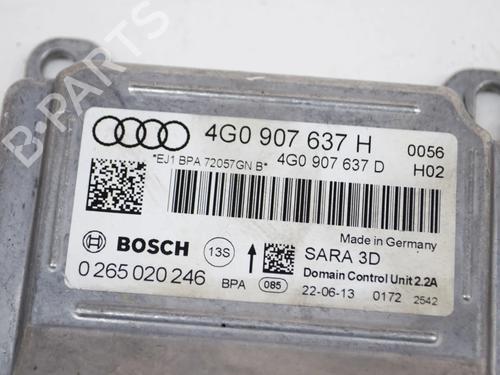 4G0 907 637 H 0056
*EJ1 BPA 72057GN B* 4G0 907 637 D H02
Made in Germany
BOSCH 13S SARA 3D
Domain Control Unit 2.2A
0 265 020 246 BPA 085 22-06-13 0172 2542
B-PARTS